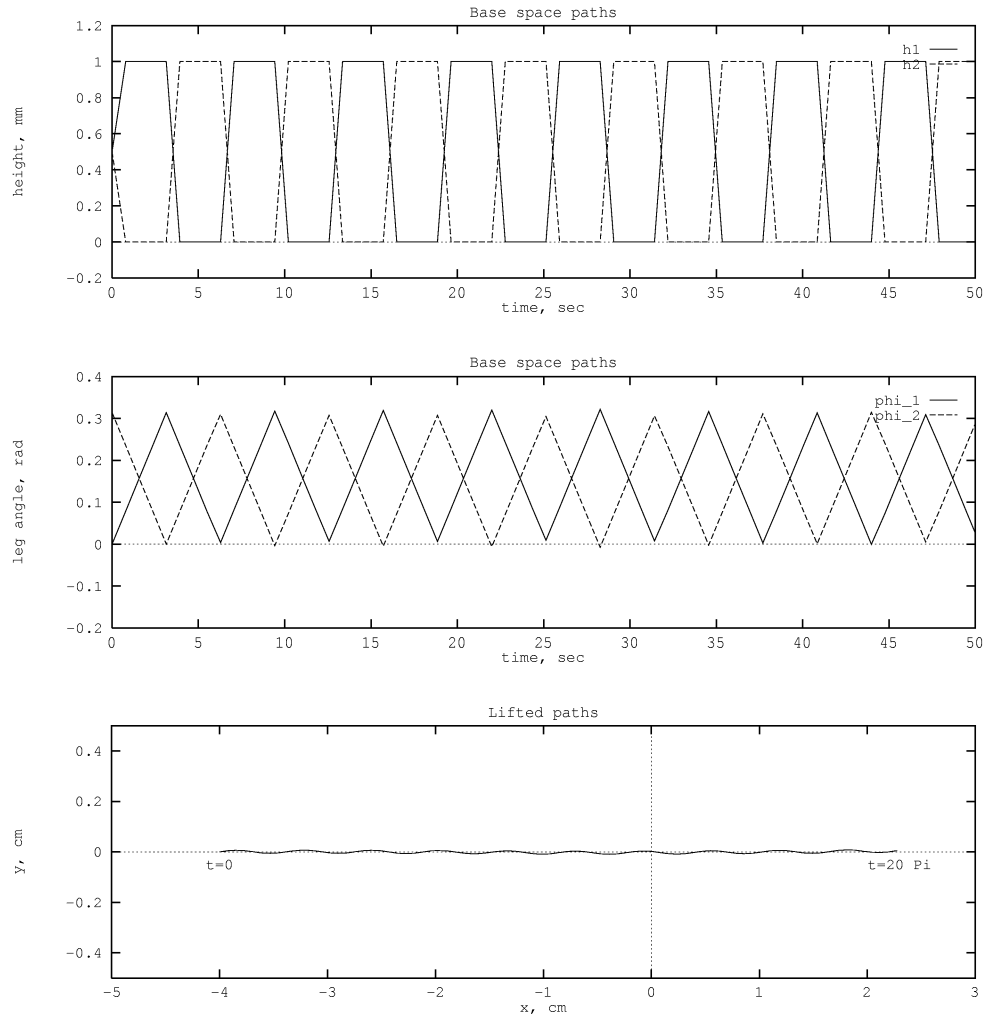 Base space paths
1.2
1
0.8
0.6
0.4
0.2
0
-0.2
height, mm
h1
h2
0 5 10 15 20 25 30 35 40 45 50
time, sec
Base space paths
0.4
0.3
0.2
0.1
0
-0.1
-0.2
leg angle, rad
phi_1
phi_2
0 5 10 15 20 25 30 35 40 45 50
time, sec
Lifted paths
0.4
0.2
0
-0.2
-0.4
y, cm
t=0
t=20 Pi
-5 -4 -3 -2 -1 0 1 2 3
x, cm